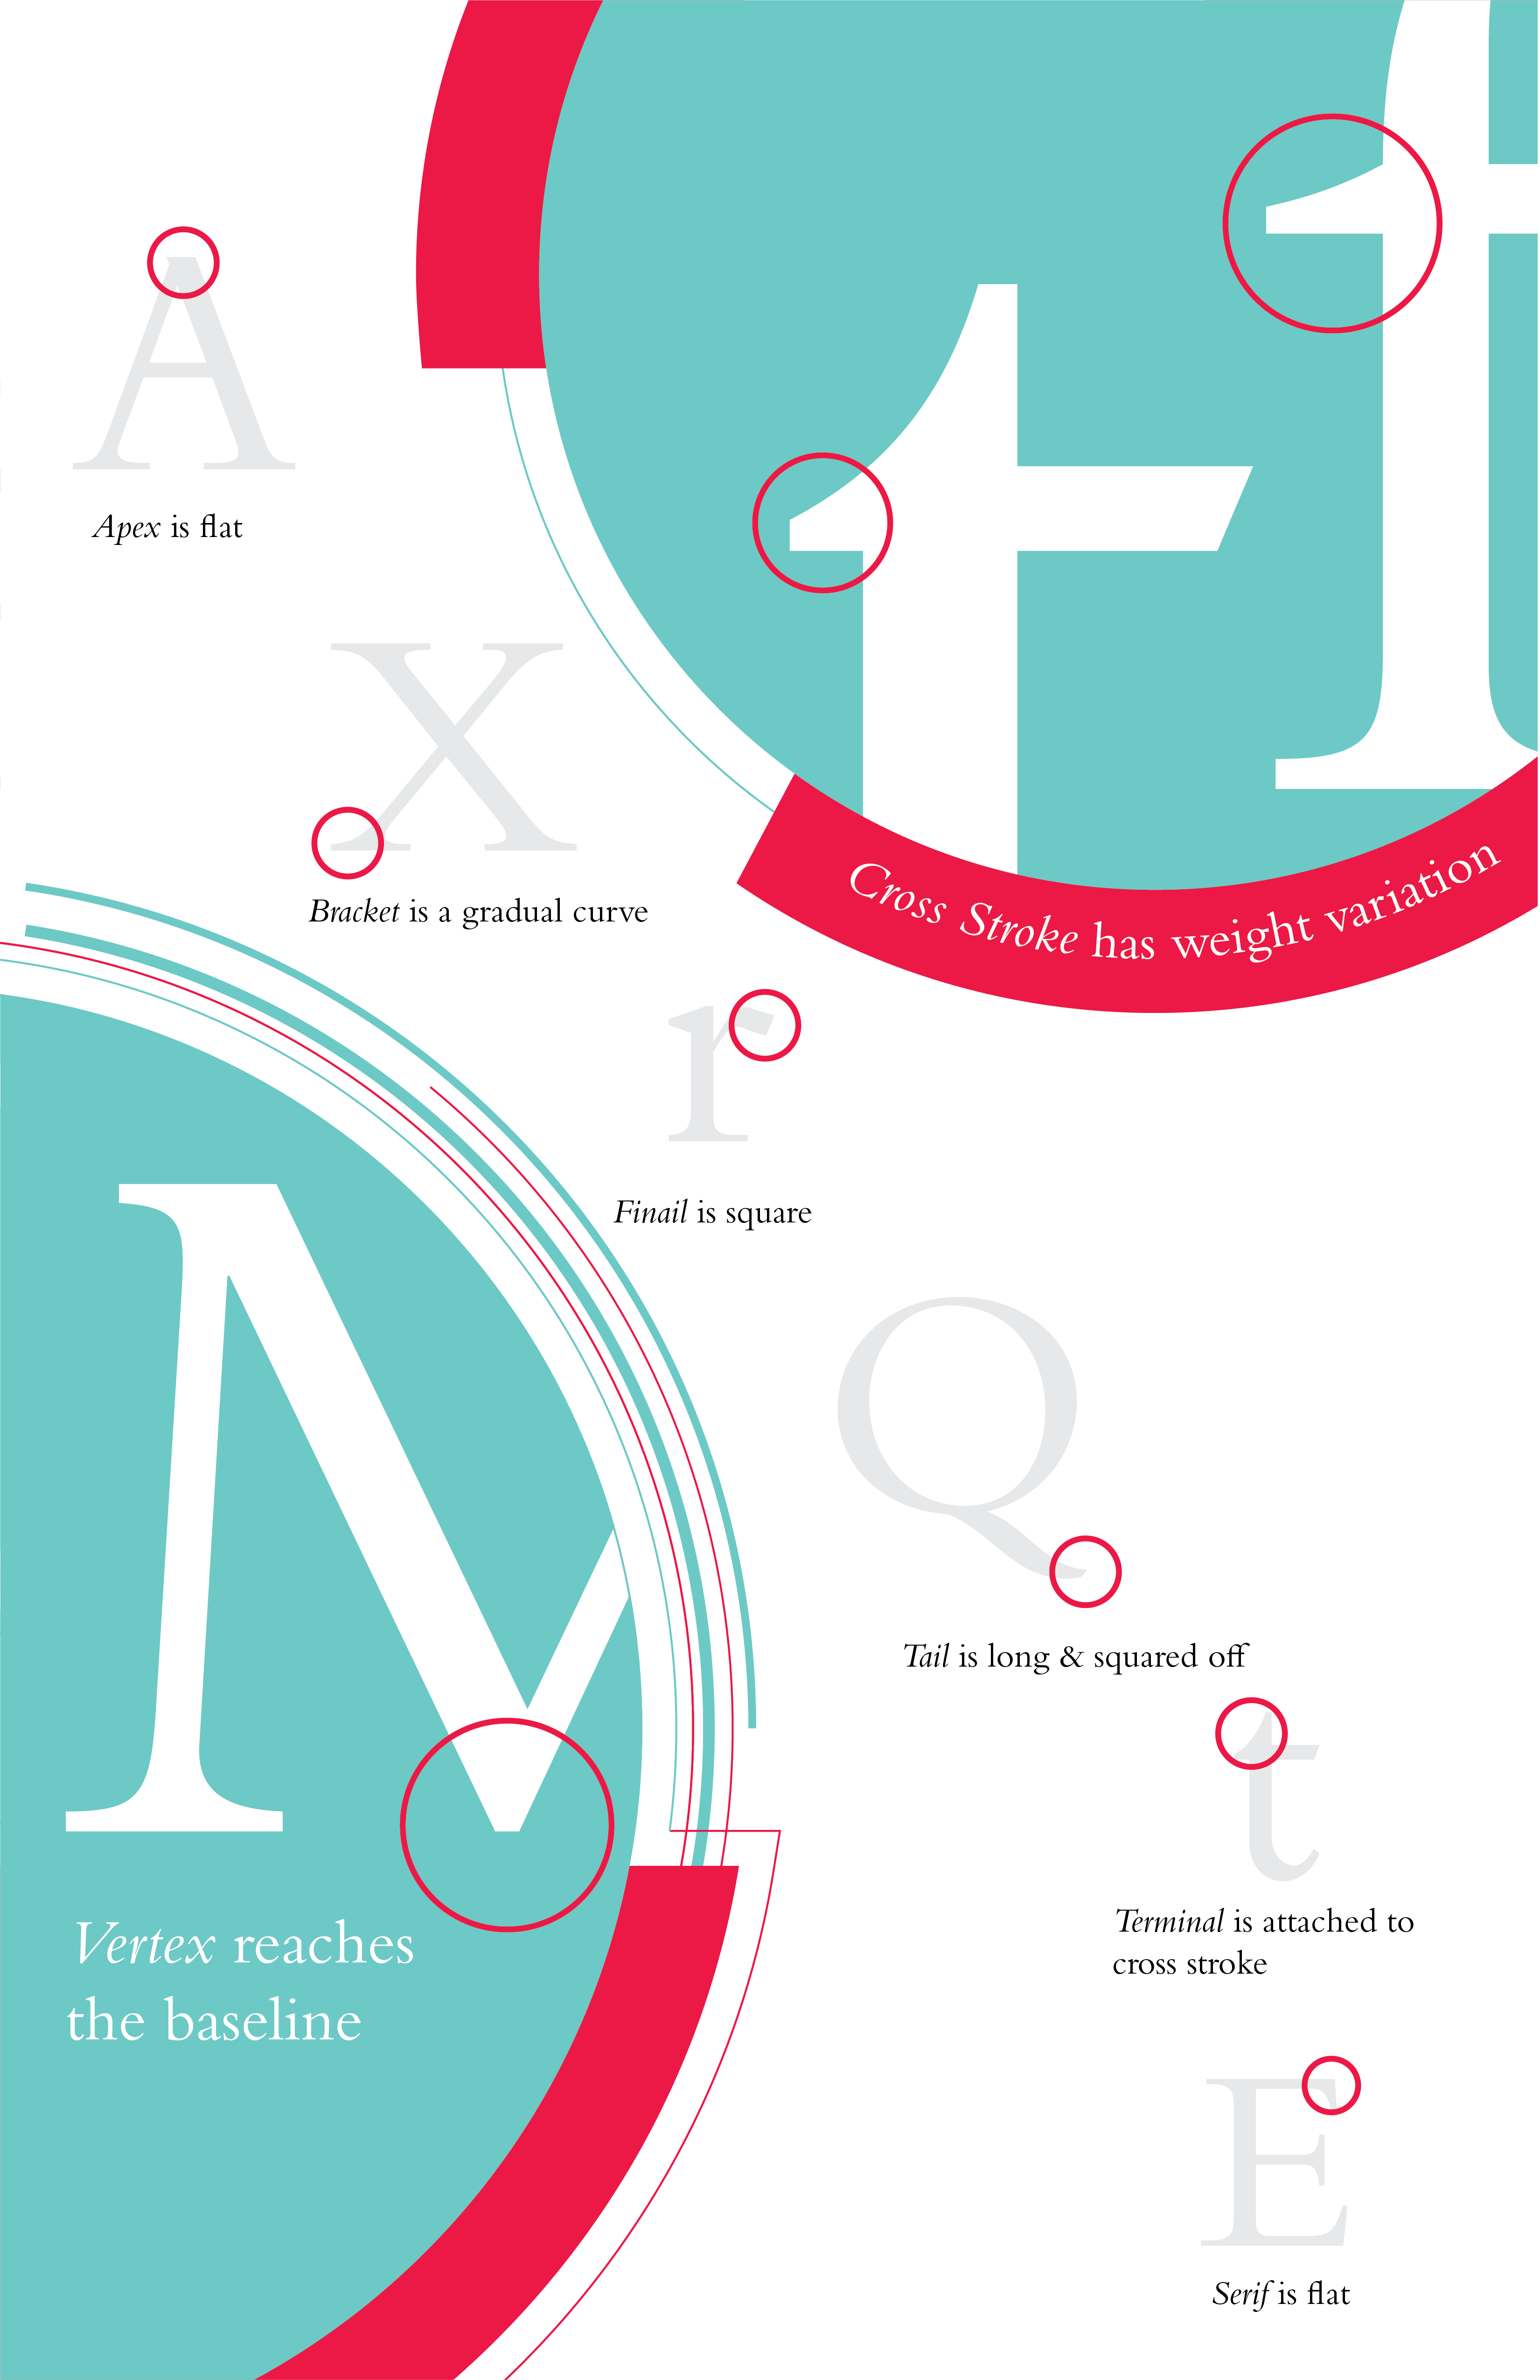 A
Apex is flat
t f
Cross Stroke has weight variation
x
Bracket is a gradual curve
r
Finail is square
M
Vertex reaches
the baseline
Q
Tail is long & squared off
t
Terminal is attached to
cross stroke
E
Serif is flat